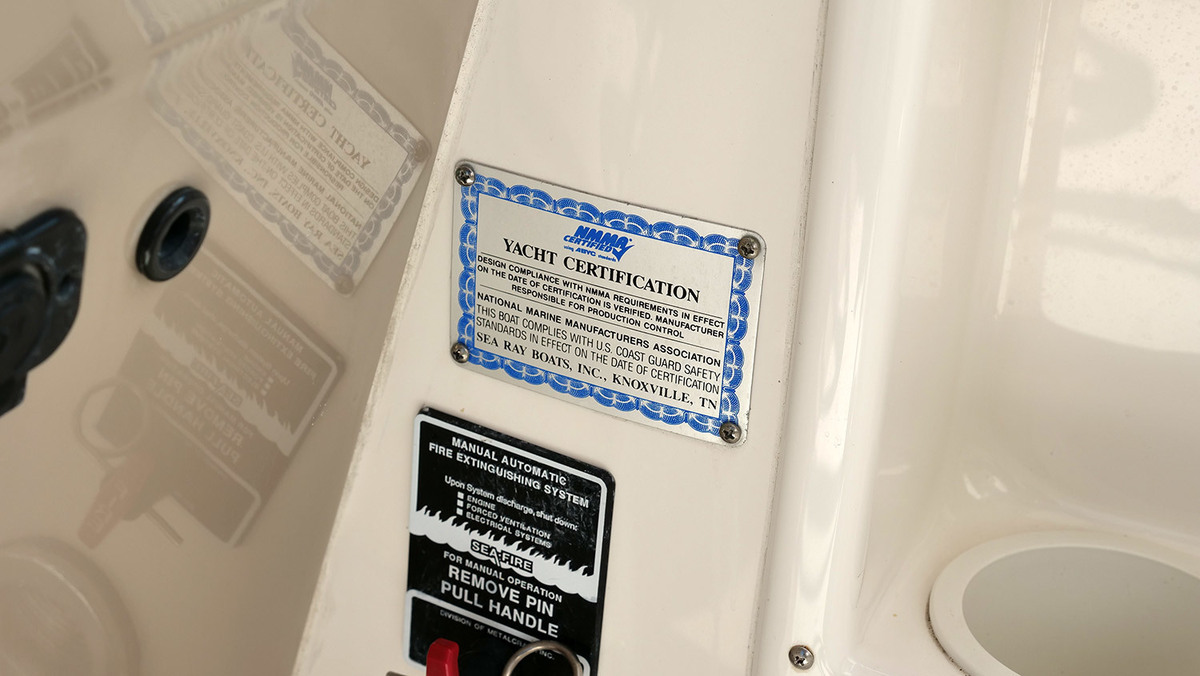 NMMA
CERTIFIED
using ABYC standards
YACHT CERTIFICATION
DESIGN COMPLIANCE WITH NMMA REQUIREMENTS IN EFFECT
ON THE DATE OF CERTIFICATION IS VERIFIED. MANUFACTURER
RESPONSIBLE FOR PRODUCTION CONTROL
NATIONAL MARINE MANUFACTURERS ASSOCIATION
THIS BOAT COMPLIES WITH U.S. COAST GUARD SAFETY
STANDARDS IN EFFECT ON THE DATE OF CERTIFICATION
SEA RAY BOATS, INC., KNOXVILLE, TN
MANUAL AUTOMATIC
FIRE EXTINGUISHING SYSTEM
Upon System discharge, shut down:
ENGINE
FORCED VENTILATION
ELECTRICAL SYSTEMS
SEA-FIRE
FOR MANUAL OPERATION
REMOVE PIN
PULL HANDLE
DIVISION OF INC.